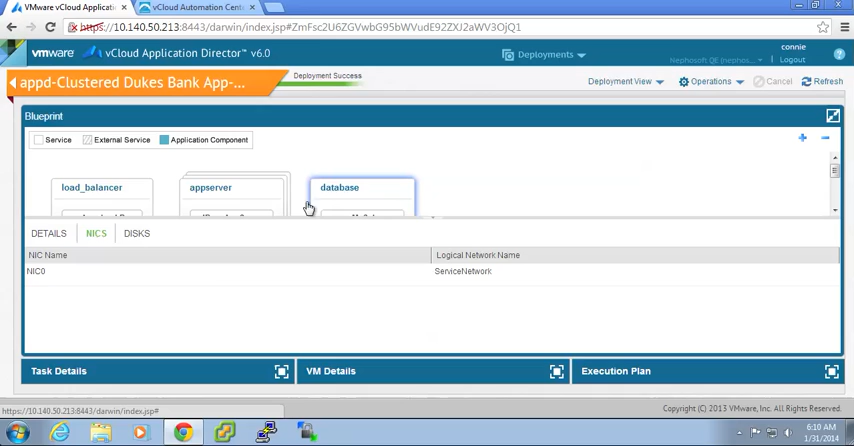 VMware vCloud Applicati
vCloud Automation Cent
https://10.140.50.213:8443/darwin/index.jsp#ZmFsc2U6ZGVwbG95bWVudE92ZXJ2aWV3OjQx
connie
vmware vCloud Application Director™ v6.0
Deployments
Nephosoft QE (nephos...
Logout
appd-Clustered Dukes Bank App-...
Deployment Success
Deployment View
Operations
Cancel
Refresh
Blueprint
Service
External Service
Application Component
load_balancer
appserver
database
DETAILS
NICS
DISKS
NIC Name
Logical Network Name
NIC0
ServiceNetwork
Task Details
VM Details
Execution Plan
Copyright (C) 2013 VMware, Inc. All Rights Reserved.
https://10.140.50.213:8443/darwin/index.jsp#
6:10 AM
1/31/2014